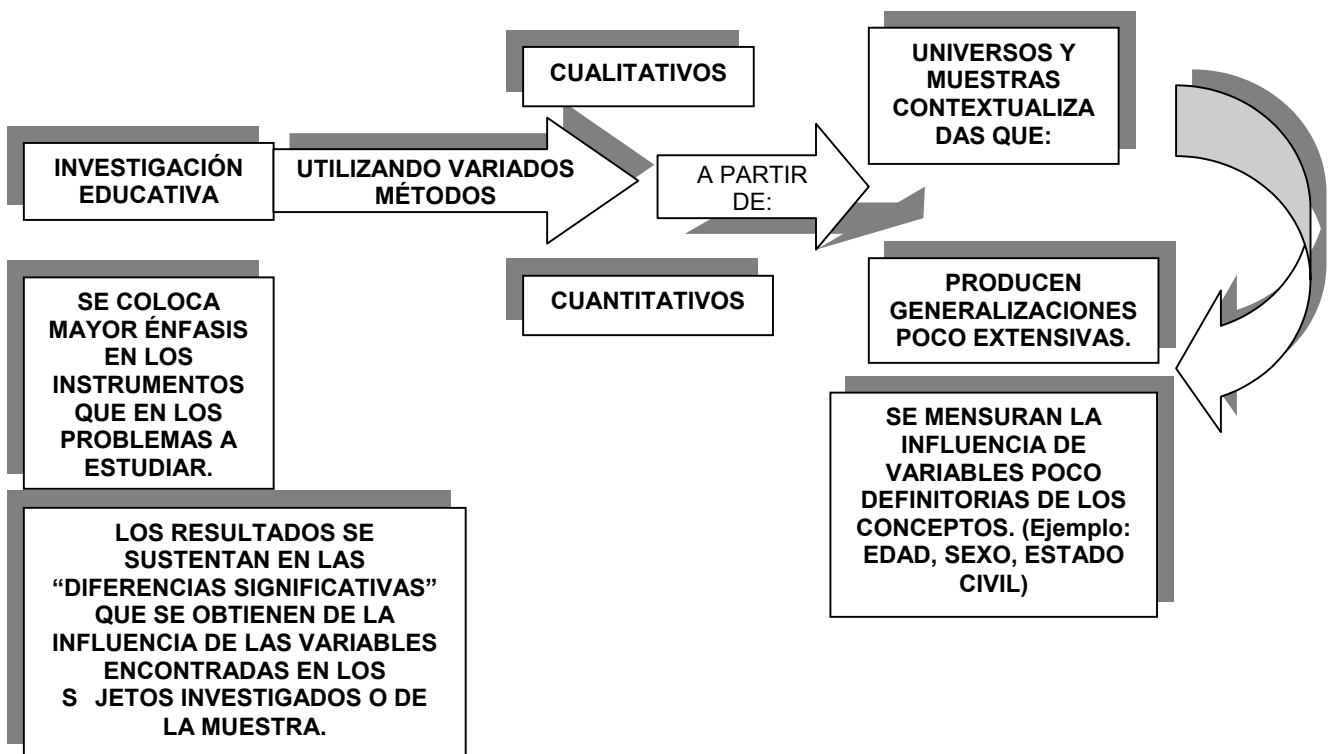 INVESTIGACIÓN
EDUCATIVA
UTILIZANDO VARIADOS
MÉTODOS
CUALITATIVOS
CUANTITATIVOS
A PARTIR
DE:
UNIVERSOS Y
MUESTRAS
CONTEXTUALIZA
DAS QUE:
PRODUCEN
GENERALIZACIONES
POCO EXTENSIVAS.
SE MENSURAN LA
INFLUENCIA DE
VARIABLES POCO
DEFINITORIAS DE LOS
CONCEPTOS. (Ejemplo:
EDAD, SEXO, ESTADO
CIVIL)
SE COLOCA
MAYOR ÉNFASIS
EN LOS
INSTRUMENTOS
QUE EN LOS
PROBLEMAS A
ESTUDIAR.
LOS RESULTADOS SE
SUSTENTAN EN LAS
“DIFERENCIAS SIGNIFICATIVAS”
QUE SE OBTIENEN DE LA
INFLUENCIA DE LAS VARIABLES
ENCONTRADAS EN LOS
S JETOS INVESTIGADOS O DE
LA MUESTRA.